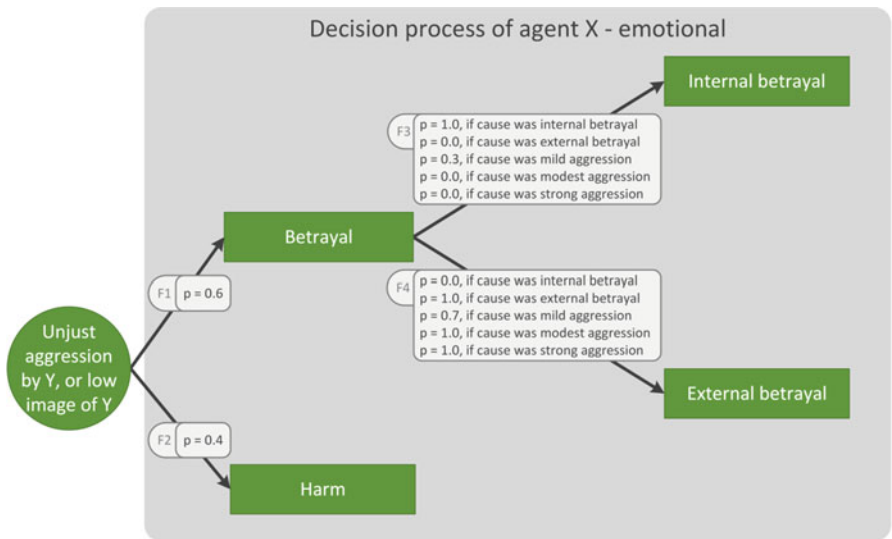 Decision process of agent X - emotional
Internal betrayal
F3
p = 1.0, if cause was internal betrayal
p = 0.0, if cause was external betrayal
p = 0.3, if cause was mild aggression
p = 0.0, if cause was modest aggression
p = 0.0, if cause was strong aggression
Betrayal
F1
p = 0.6
F4
p = 0.0, if cause was internal betrayal
p = 1.0, if cause was external betrayal
p = 0.7, if cause was mild aggression
p = 1.0, if cause was modest aggression
p = 1.0, if cause was strong aggression
Unjust
aggression
by Y, or low
image of Y
External betrayal
F2
p = 0.4
Harm